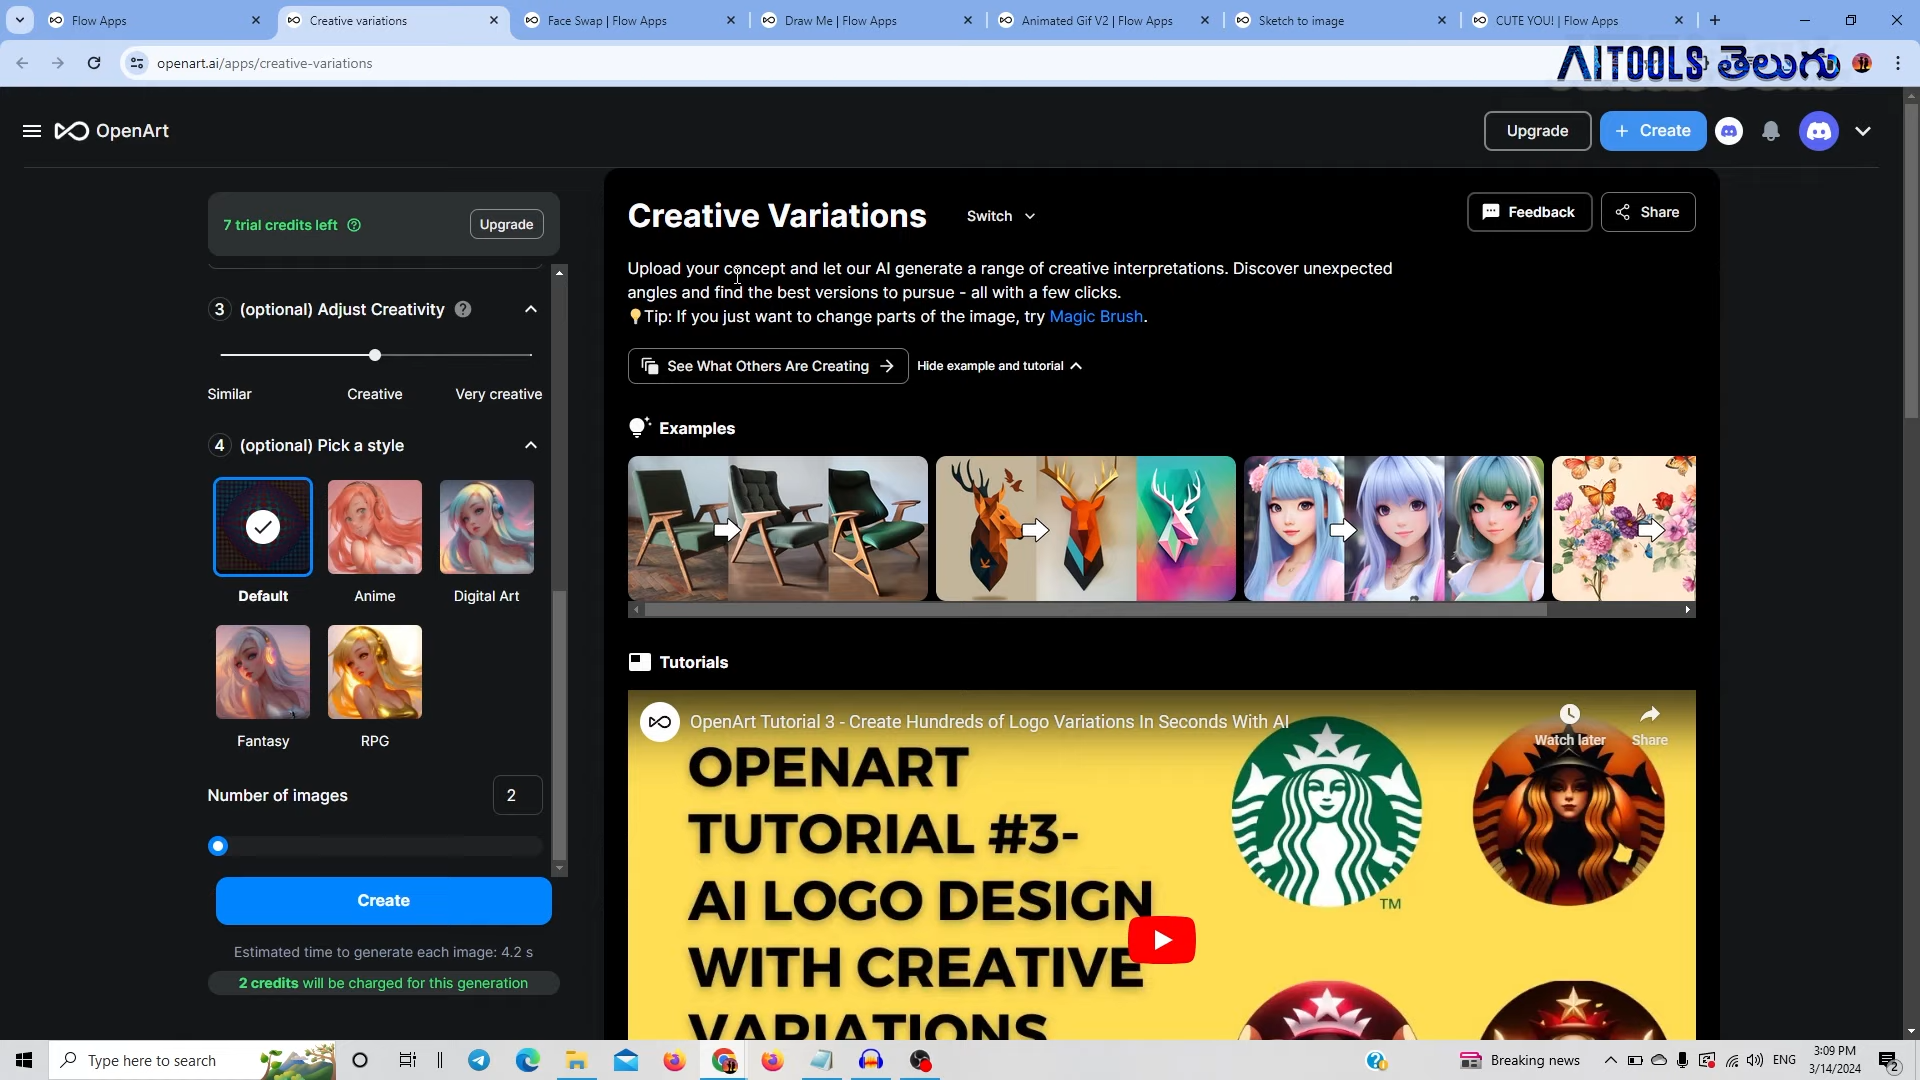 Flow Apps
Creative variations
Face Swap | Flow Apps
Draw Me | Flow Apps
Animated Gif V2 | Flow Apps
Sketch to image
CUTE YOU! | Flow Apps
openart.ai/apps/creative-variations
AITOOLS తెలుగు
OpenArt
Upgrade
+ Create
7 trial credits left
Upgrade
3 (optional) Adjust Creativity
Similar
Creative
Very creative
4 (optional) Pick a style
Default
Anime
Digital Art
Fantasy
RPG
Number of images
2
Create
Estimated time to generate each image: 4.2 s
2 credits will be charged for this generation
Creative Variations
Switch
Feedback
Share
Upload your concept and let our AI generate a range of creative interpretations. Discover unexpected
angles and find the best versions to pursue - all with a few clicks.
💡Tip: If you just want to change parts of the image, try Magic Brush.
See What Others Are Creating
Hide example and tutorial
Examples
Tutorials
OpenArt Tutorial 3 - Create Hundreds of Logo Variations In Seconds With AI
Watch later
Share
OPENART
TUTORIAL #3-
AI LOGO DESIGN
WITH CREATIVE
VARIATIONS
TM
Type here to search
Breaking news
ENG
3:09 PM
3/14/2024
2